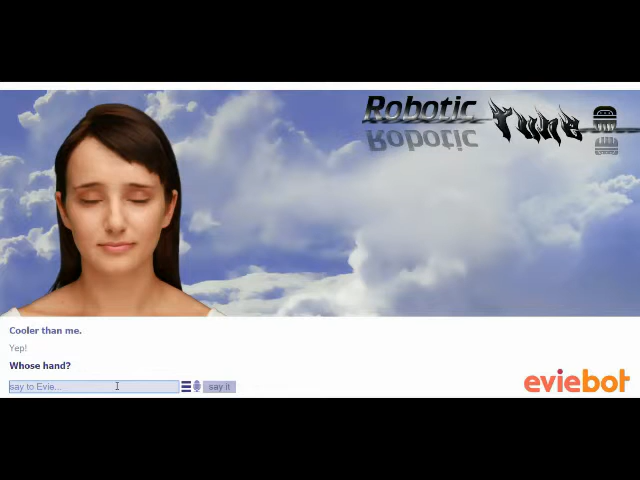 Robotic Tune
Cooler than me.
Yep!
Whose hand?
say to Evie...
say it
eviebot